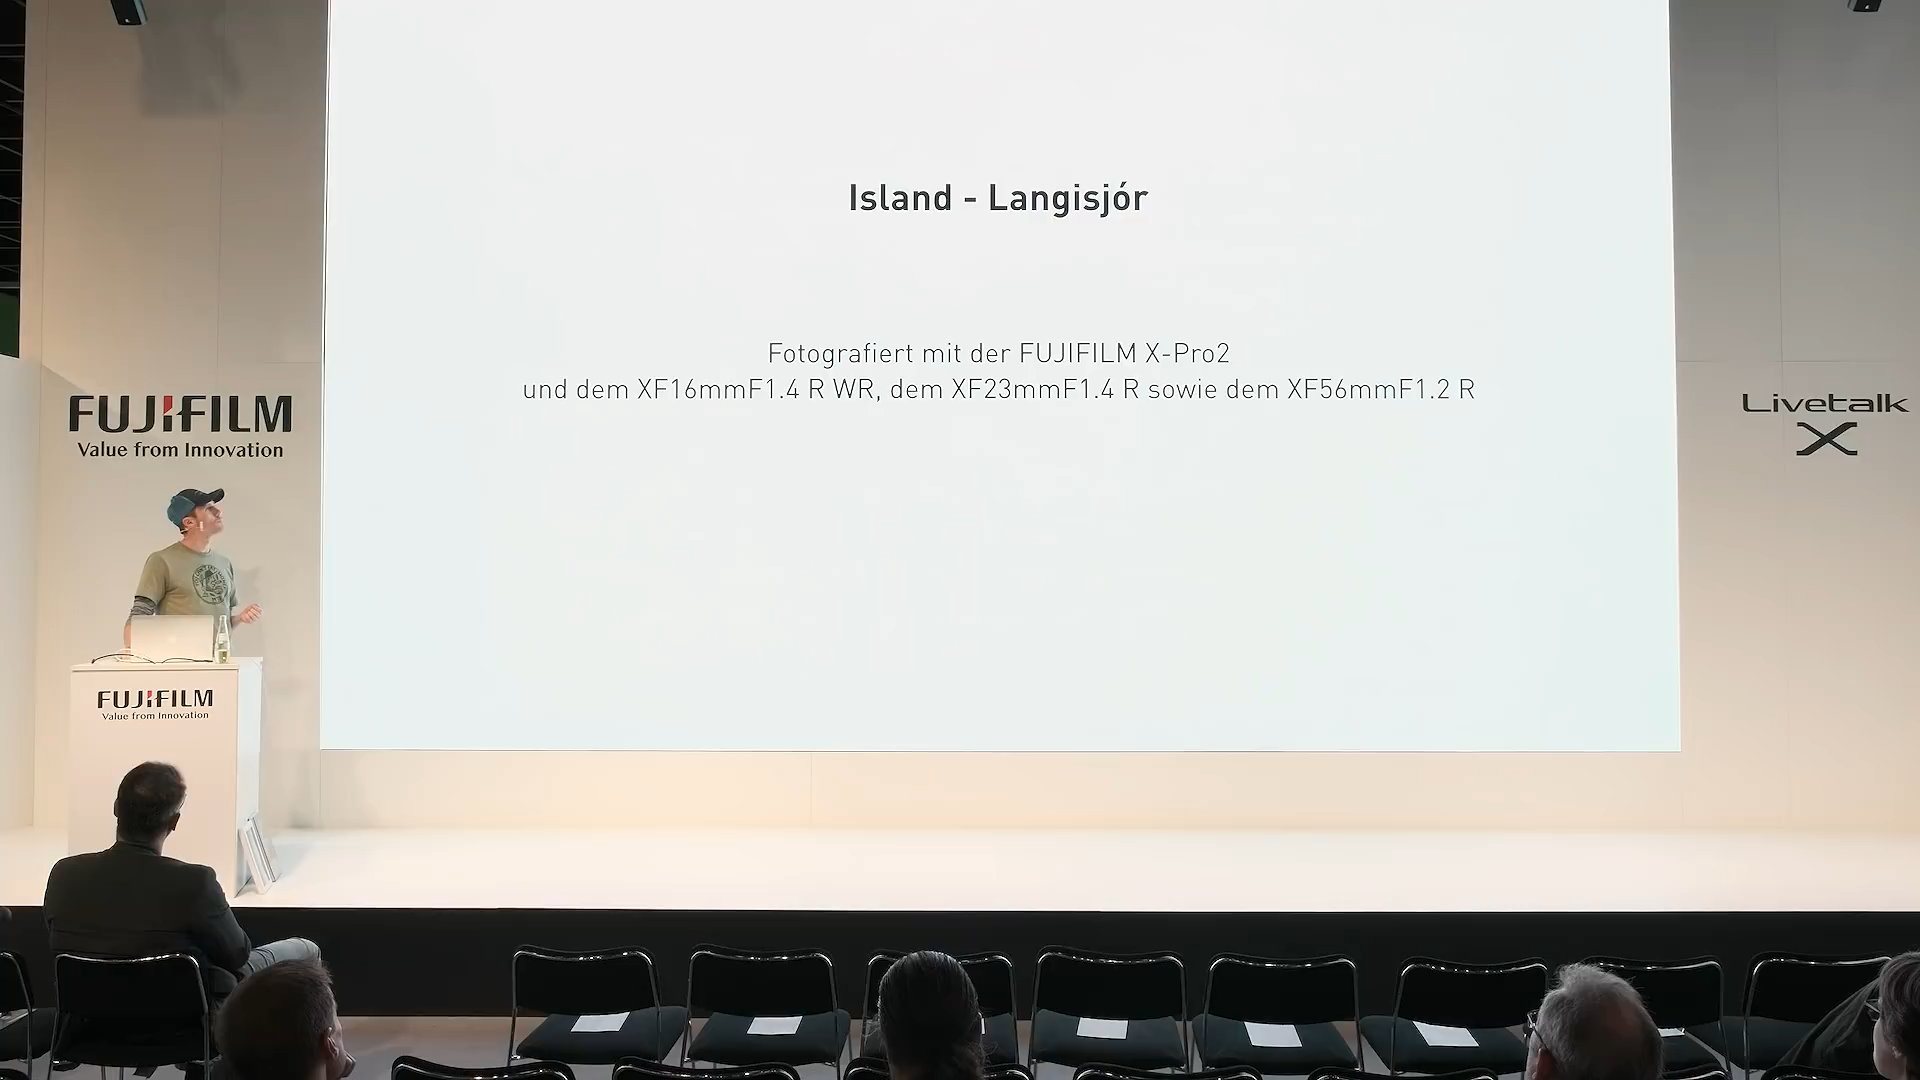 Island - Langisjór
Fotografiert mit der FUJIFILM X-Pro2
und dem XF16mmF1.4 R WR, dem XF23mmF1.4 R sowie dem XF56mmF1.2 R
FUJIFILM
Value from Innovation
Livetalk
X
FUJIFILM
Value from Innovation